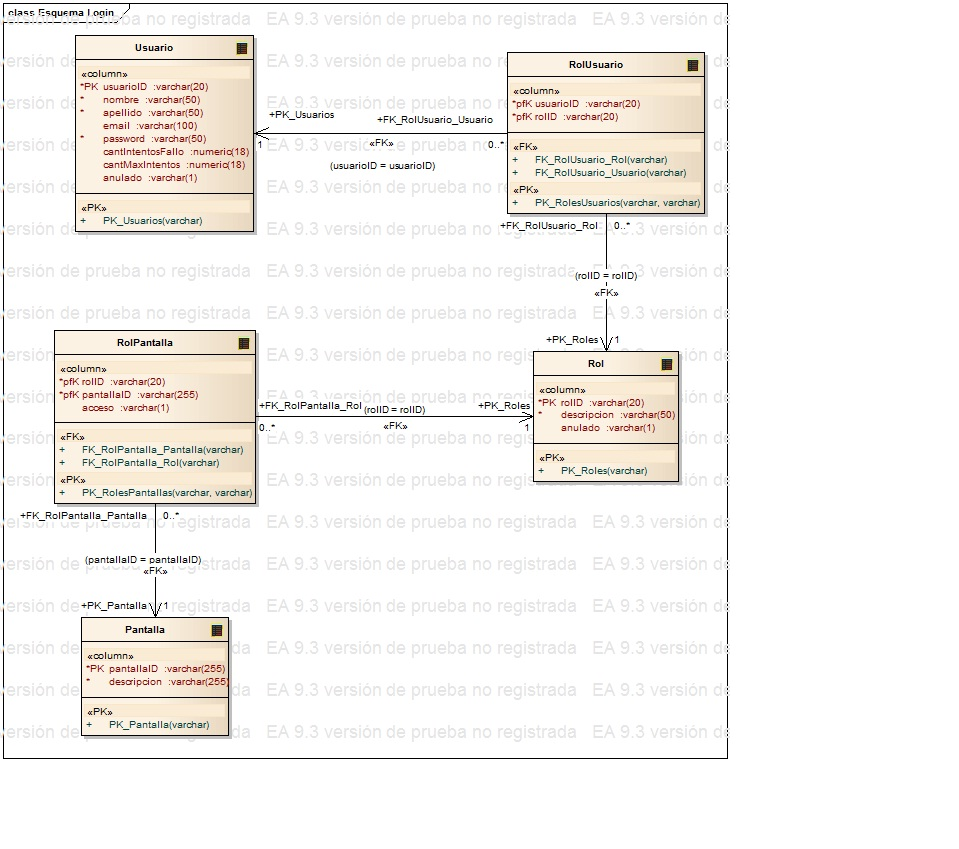 class Esquema Login
EA 9.3 versión de prueba no registrada
Usuario
«column»
*PK usuarioID :varchar(20)
* nombre :varchar(50)
* apellido :varchar(50)
email :varchar(100)
* password :varchar(50)
cantIntentosFallo :numeric(18)
cantMaxIntentos :numeric(18)
anulado :varchar(1)
«PK»
+ PK_Usuarios(varchar)
+PK_Usuarios
1
+FK_RolUsuario_Usuario
«FK»
0..*
(usuarioID = usuarioID)
RolUsuario
«column»
*pfK usuarioID :varchar(20)
*pfK rolID :varchar(20)
«FK»
+ FK_RolUsuario_Rol(varchar)
+ FK_RolUsuario_Usuario(varchar)
«PK»
+ PK_RolesUsuarios(varchar, varchar)
+FK_RolUsuario_Rol 0..*
(rolID = rolID)
«FK»
+PK_Roles 1
RolPantalla
«column»
*pfK rolID :varchar(20)
*pfK pantallaID :varchar(255)
acceso :varchar(1)
«FK»
+ FK_RolPantalla_Pantalla(varchar)
+ FK_RolPantalla_Rol(varchar)
«PK»
+ PK_RolesPantallas(varchar, varchar)
+FK_RolPantalla_Rol (rolID = rolID) +PK_Roles
0..* «FK» 1
Rol
«column»
*PK rolID :varchar(20)
* descripcion :varchar(50)
anulado :varchar(1)
«PK»
+ PK_Roles(varchar)
+FK_RolPantalla_Pantalla 0..*
(pantallaID = pantallaID)
«FK»
+PK_Pantalla 1
Pantalla
«column»
*PK pantallaID :varchar(255)
* descripcion :varchar(255)
«PK»
+ PK_Pantalla(varchar)